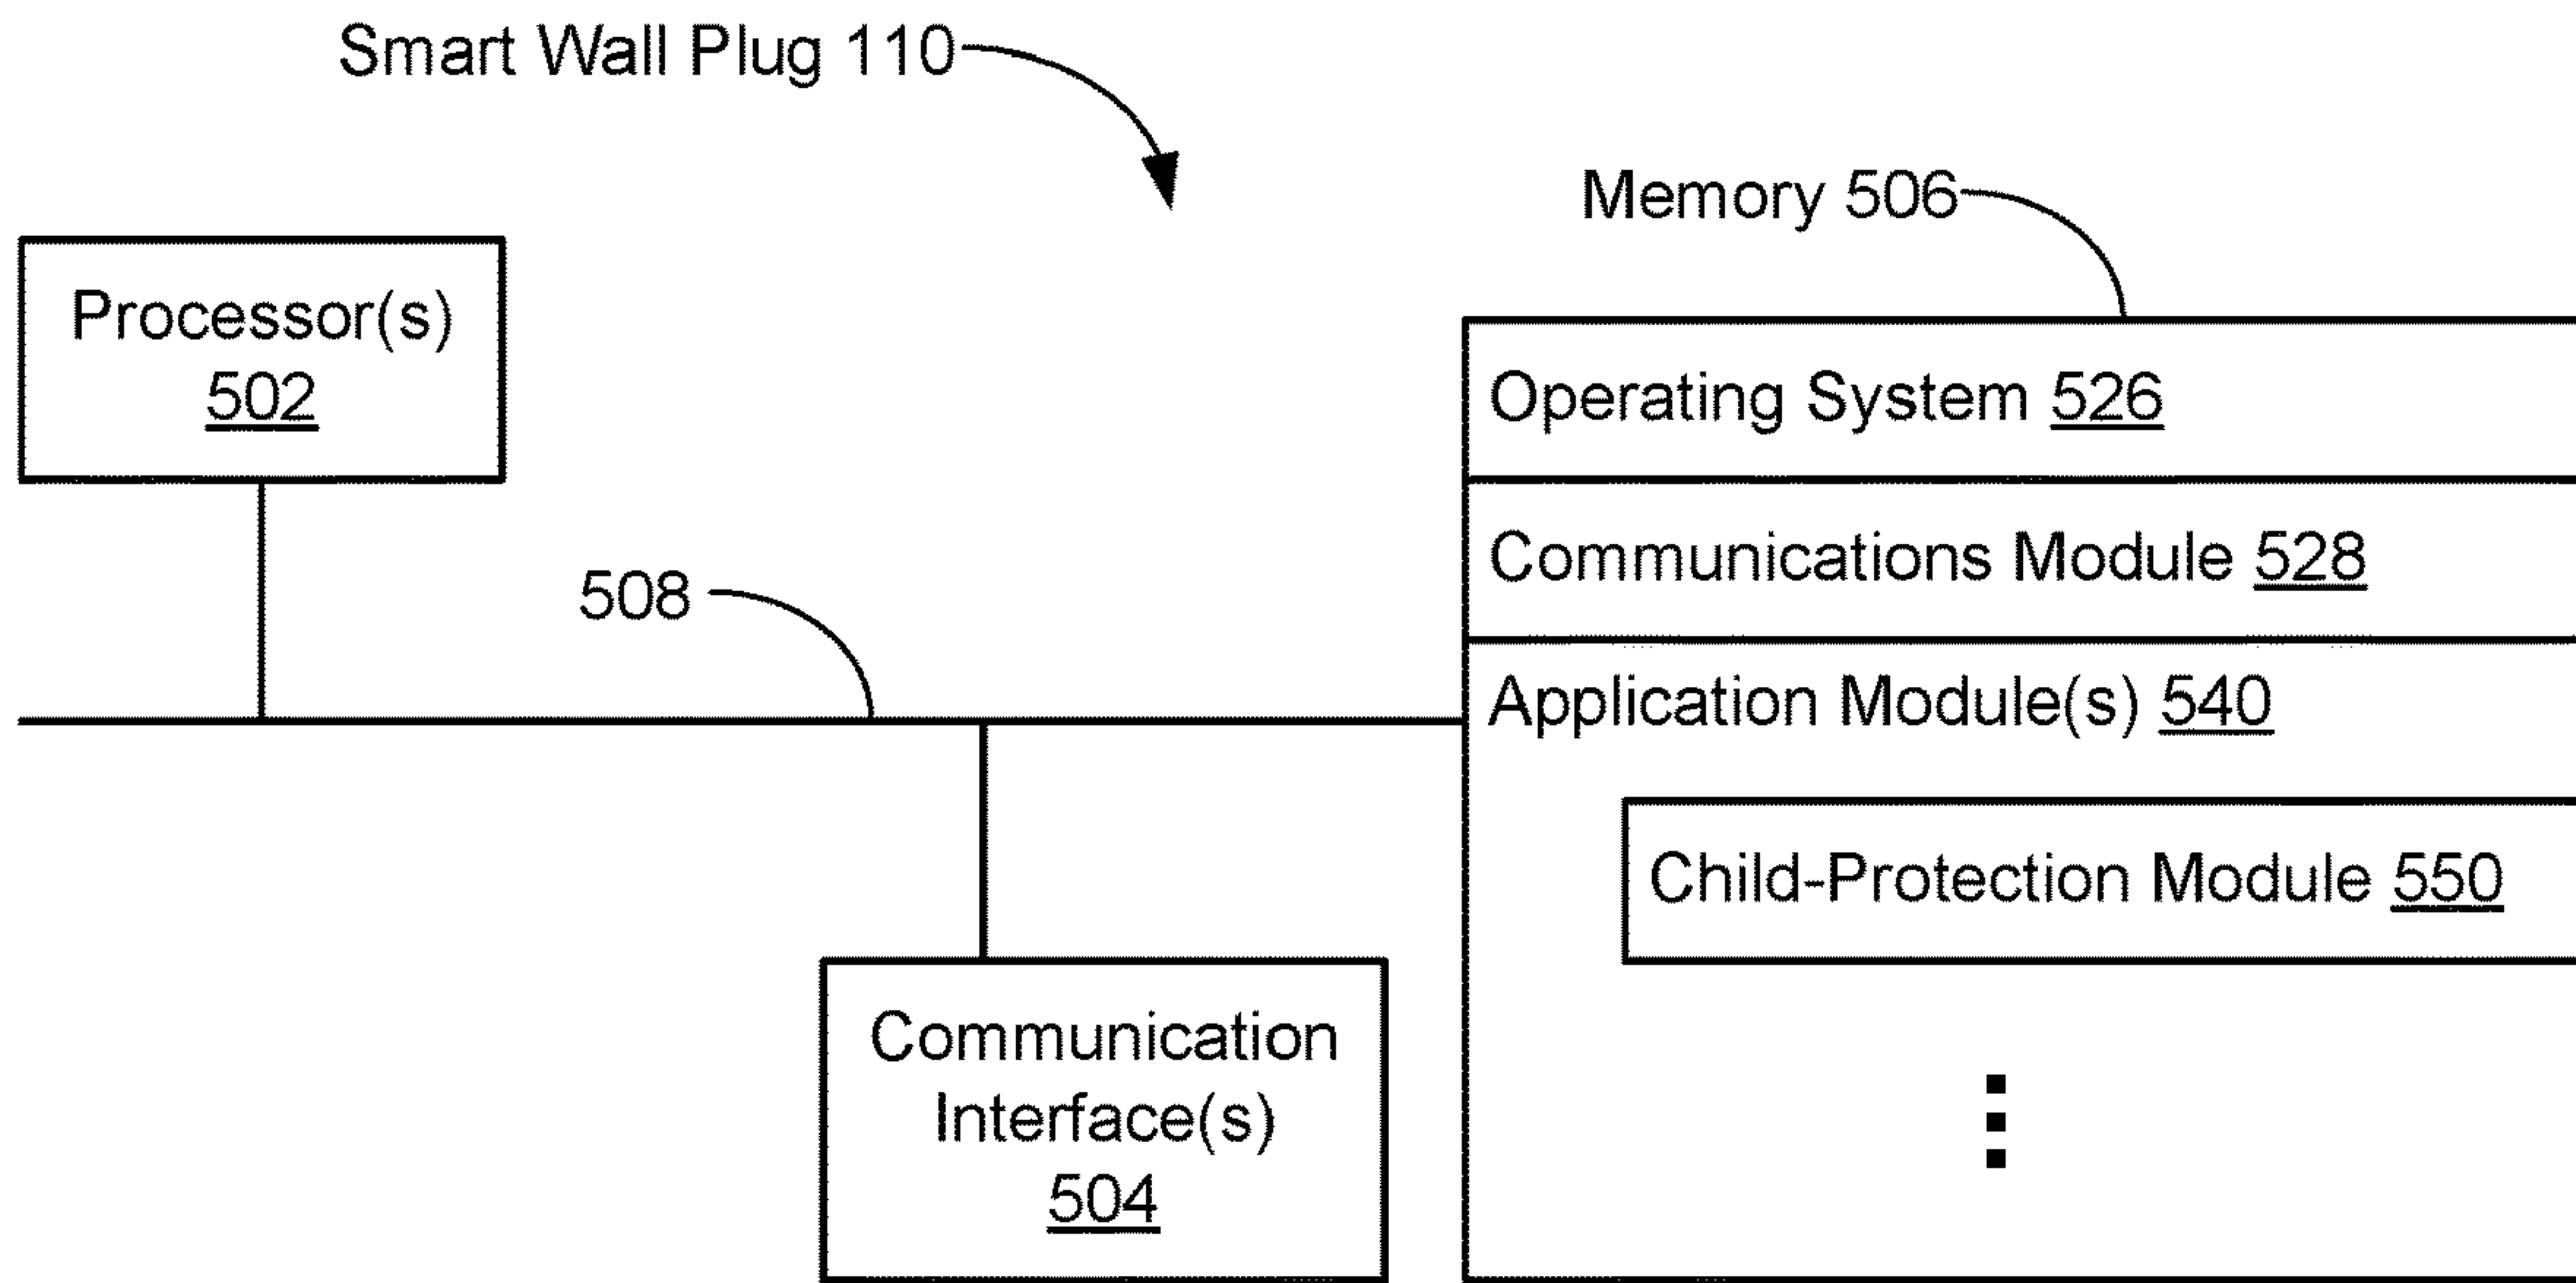 Smart Wall Plug 110
Memory 506
Processor(s)
502
Operating System 526
Communications Module 528
508
Application Module(s) 540
Child-Protection Module 550
Communication
Interface(s)
504